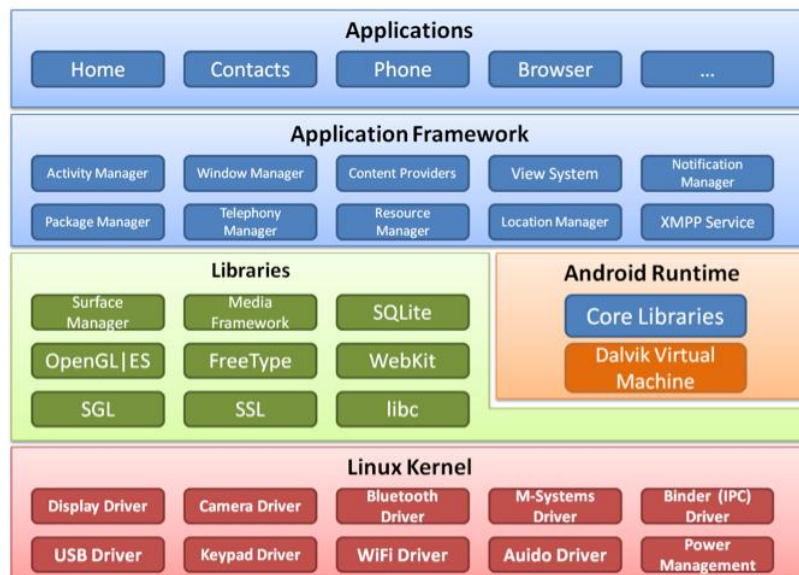 Applications
Home
Contacts
Phone
Browser
...
Application Framework
Activity Manager
Window Manager
Content Providers
View System
Notification
Manager
Package Manager
Telephony
Manager
Resource
Manager
Location Manager
XMPP Service
Libraries
Surface
Manager
Media
Framework
SQLite
OpenGL|ES
FreeType
WebKit
SGL
SSL
libc
Android Runtime
Core Libraries
Dalvik Virtual
Machine
Linux Kernel
Display Driver
Camera Driver
Bluetooth
Driver
M-Systems
Driver
Binder (IPC)
Driver
USB Driver
Keypad Driver
WiFi Driver
Auido Driver
Power
Management